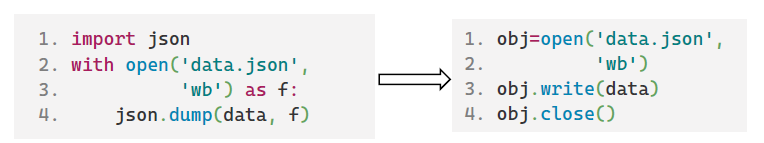 1. import json
2. with open('data.json',
3.           'wb') as f:
4.     json.dump(data, f)
1. obj=open('data.json',
2.          'wb')
3. obj.write(data)
4. obj.close()